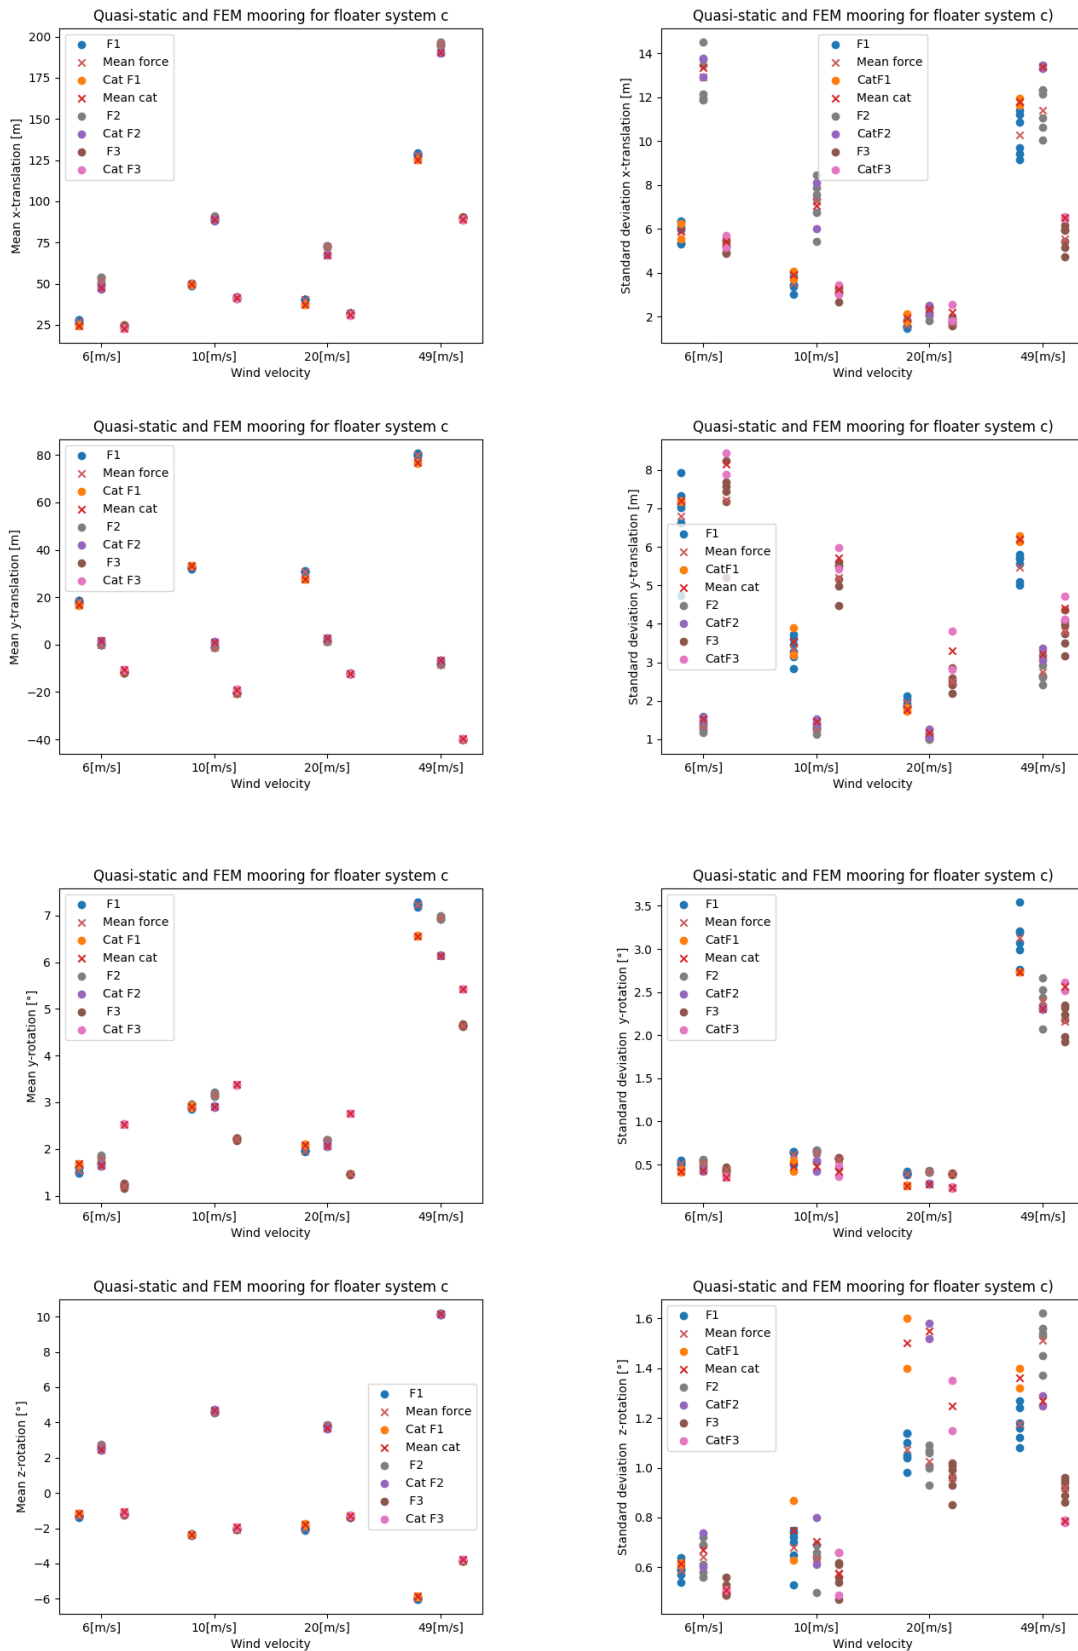 Quasi-static and FEM mooring for floater system c
Mean x-translation [m]
200
175
150
125
100
75
50
25
F1
Mean force
Cat F1
Mean cat
F2
Cat F2
F3
Cat F3
6[m/s]
10[m/s]
20[m/s]
49[m/s]
Wind velocity
Quasi-static and FEM mooring for floater system c)
Standard deviation x-translation [m]
14
12
10
8
6
4
2
F1
Mean force
CatF1
Mean cat
F2
CatF2
F3
CatF3
6[m/s]
10[m/s]
20[m/s]
49[m/s]
Wind velocity
Quasi-static and FEM mooring for floater system c
Mean y-translation [m]
80
60
40
20
0
−20
−40
F1
Mean force
Cat F1
Mean cat
F2
Cat F2
F3
Cat F3
6[m/s]
10[m/s]
20[m/s]
49[m/s]
Wind velocity
Quasi-static and FEM mooring for floater system c)
Standard deviation y-translation [m]
8
7
6
5
4
3
2
1
F1
Mean force
CatF1
Mean cat
F2
CatF2
F3
CatF3
6[m/s]
10[m/s]
20[m/s]
49[m/s]
Wind velocity
Quasi-static and FEM mooring for floater system c
Mean y-rotation [°]
7
6
5
4
3
2
1
F1
Mean force
Cat F1
Mean cat
F2
Cat F2
F3
Cat F3
6[m/s]
10[m/s]
20[m/s]
49[m/s]
Wind velocity
Quasi-static and FEM mooring for floater system c)
Standard deviation y-rotation [°]
3.5
3.0
2.5
2.0
1.5
1.0
0.5
F1
Mean force
CatF1
Mean cat
F2
CatF2
F3
CatF3
6[m/s]
10[m/s]
20[m/s]
49[m/s]
Wind velocity
Quasi-static and FEM mooring for floater system c
Mean z-rotation [°]
10
8
6
4
2
0
−2
−4
−6
F1
Mean force
Cat F1
Mean cat
F2
Cat F2
F3
Cat F3
6[m/s]
10[m/s]
20[m/s]
49[m/s]
Wind velocity
Quasi-static and FEM mooring for floater system c)
Standard deviation z-rotation [°]
1.6
1.4
1.2
1.0
0.8
0.6
F1
Mean force
CatF1
Mean cat
F2
CatF2
F3
CatF3
6[m/s]
10[m/s]
20[m/s]
49[m/s]
Wind velocity